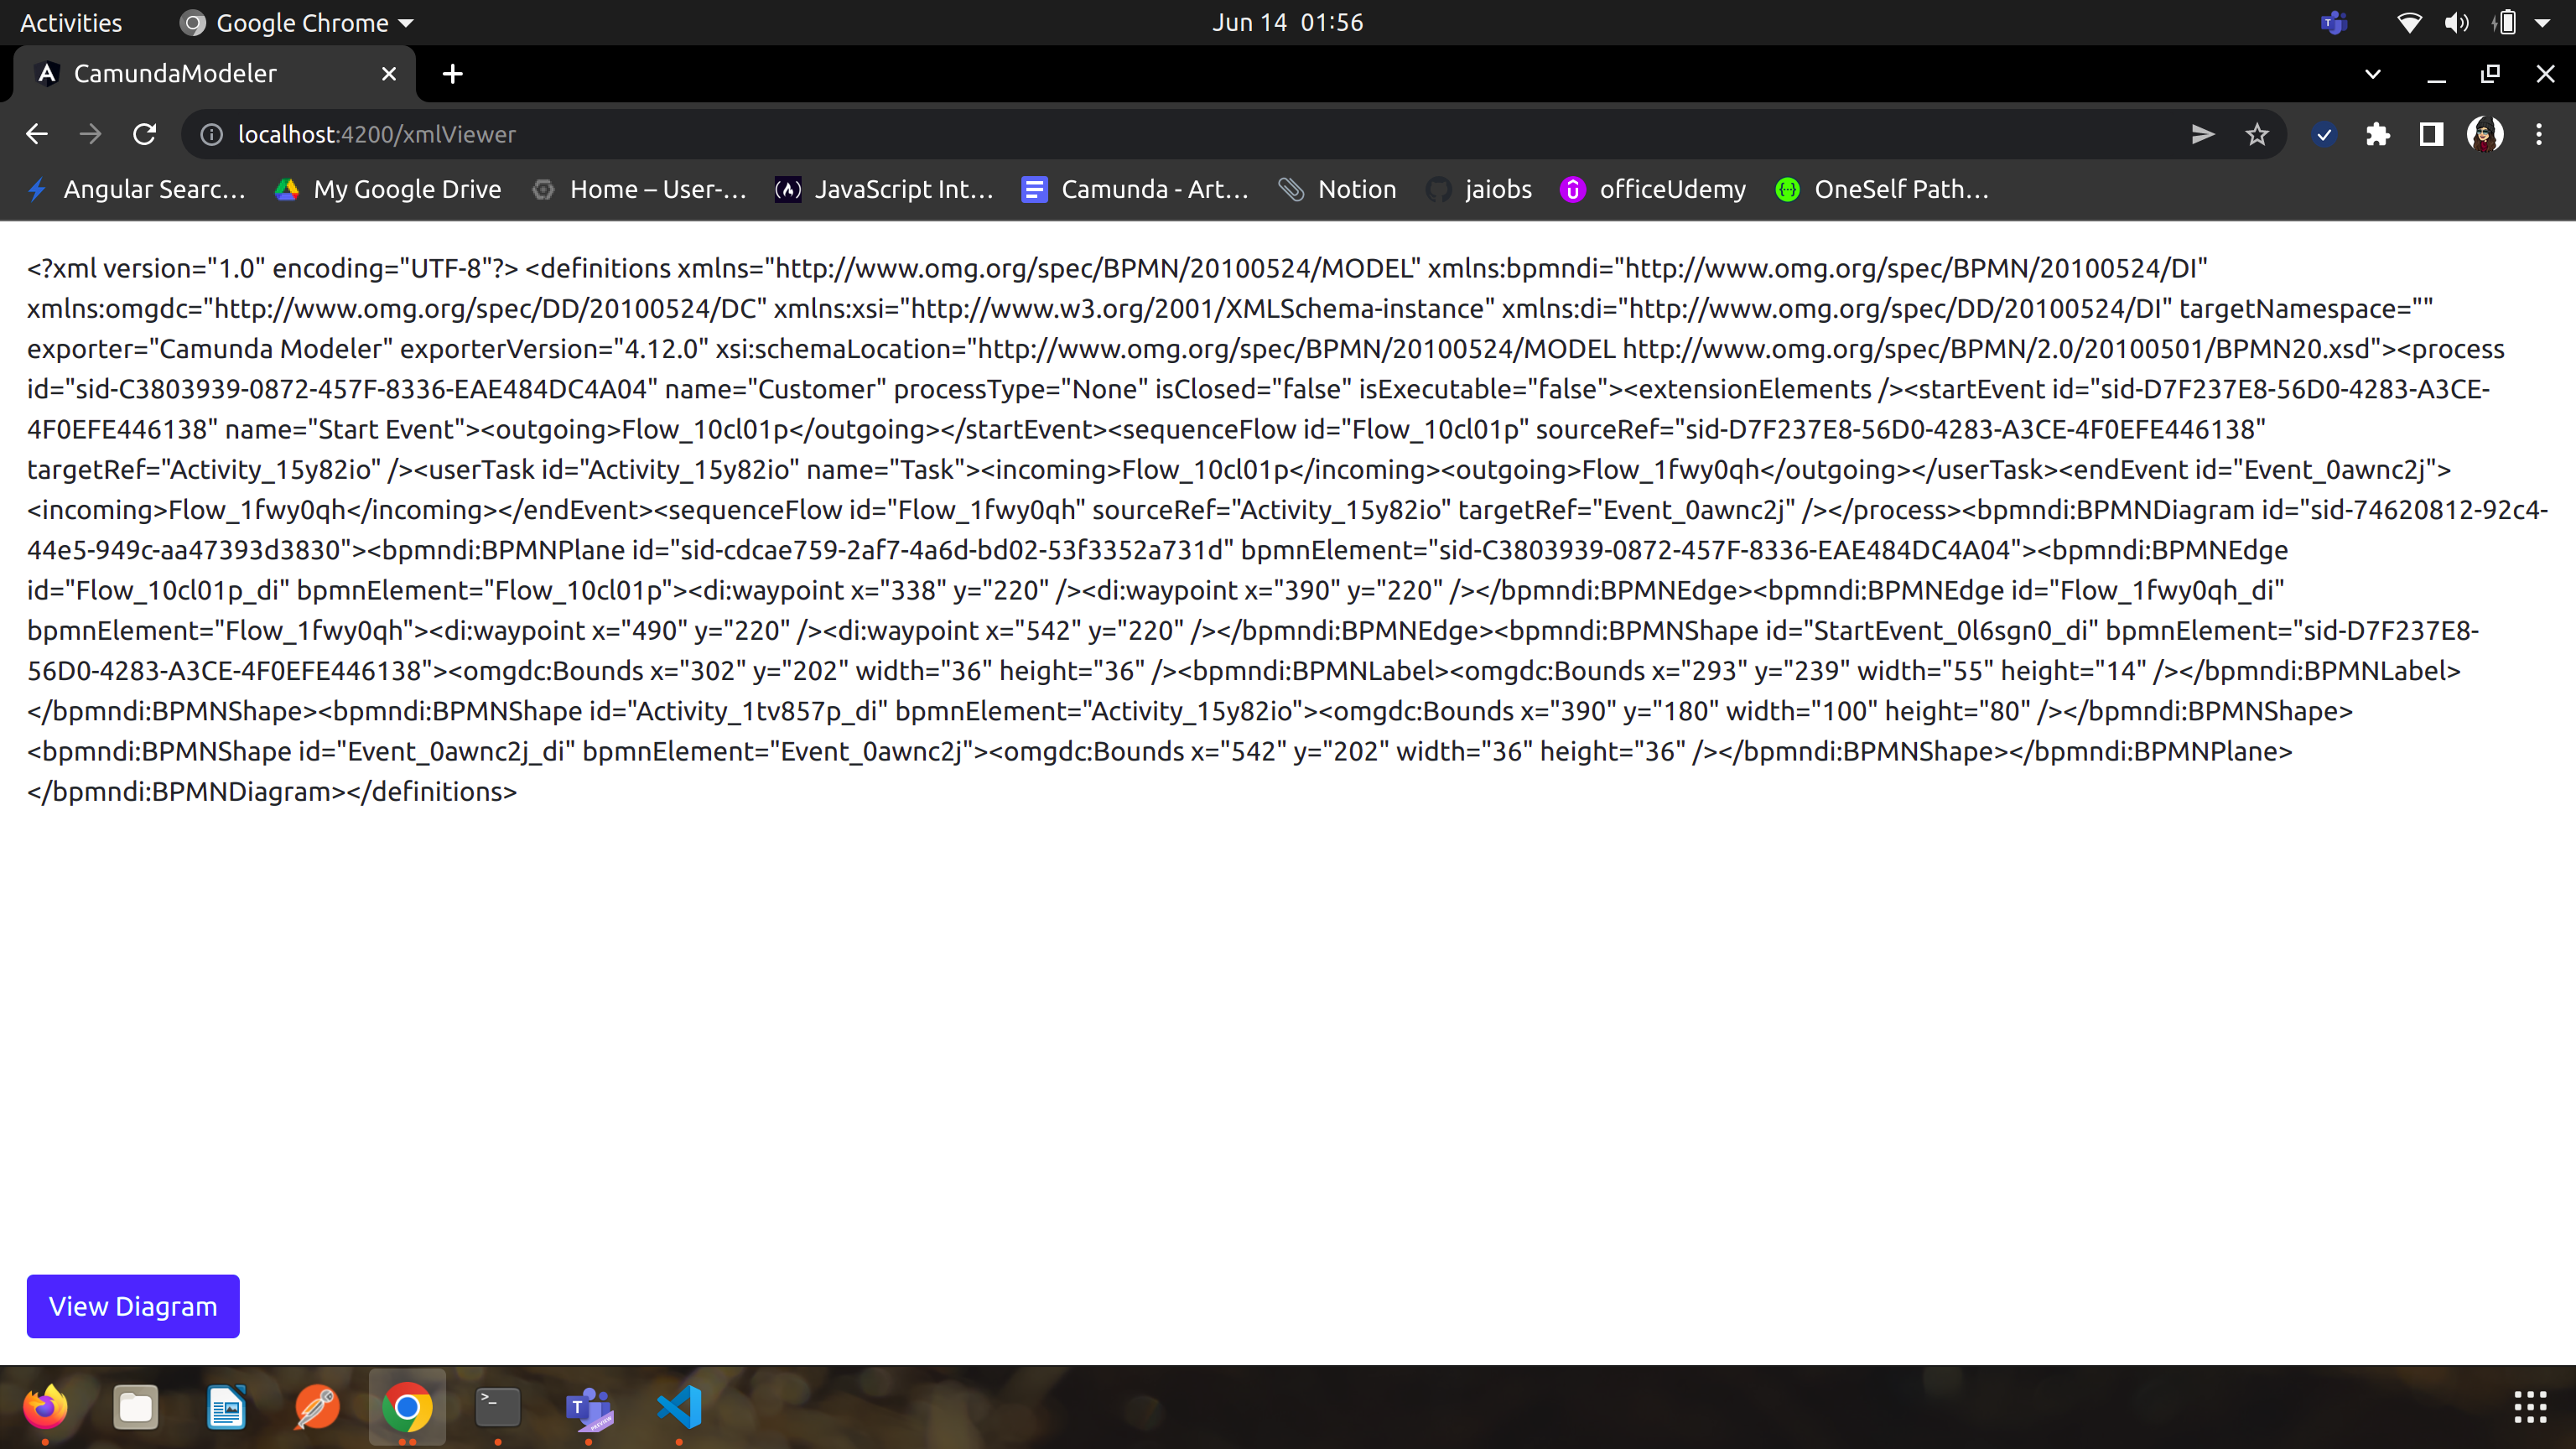 Activities Google Chrome Jun 14 01:56
CamundaModeler
localhost:4200/xmlViewer
Angular Searc... My Google Drive Home – User-... JavaScript Int... Camunda - Art... Notion jaiobs officeUdemy OneSelf Path...
<?xml version="1.0" encoding="UTF-8"?> <definitions xmlns="http://www.omg.org/spec/BPMN/20100524/MODEL" xmlns:bpmndi="http://www.omg.org/spec/BPMN/20100524/DI"
xmlns:omgdc="http://www.omg.org/spec/DD/20100524/DC" xmlns:xsi="http://www.w3.org/2001/XMLSchema-instance" xmlns:di="http://www.omg.org/spec/DD/20100524/DI" targetNamespace=""
exporter="Camunda Modeler" exporterVersion="4.12.0" xsi:schemaLocation="http://www.omg.org/spec/BPMN/20100524/MODEL http://www.omg.org/spec/BPMN/2.0/20100501/BPMN20.xsd"><process
id="sid-C3803939-0872-457F-8336-EAE484DC4A04" name="Customer" processType="None" isClosed="false" isExecutable="false"><extensionElements /><startEvent id="sid-D7F237E8-56D0-4283-A3CE-
4F0EFE446138" name="Start Event"><outgoing>Flow_10cl01p</outgoing></startEvent><sequenceFlow id="Flow_10cl01p" sourceRef="sid-D7F237E8-56D0-4283-A3CE-4F0EFE446138"
targetRef="Activity_15y82io" /><userTask id="Activity_15y82io" name="Task"><incoming>Flow_10cl01p</incoming><outgoing>Flow_1fwy0qh</outgoing></userTask><endEvent id="Event_0awnc2j">
<incoming>Flow_1fwy0qh</incoming></endEvent><sequenceFlow id="Flow_1fwy0qh" sourceRef="Activity_15y82io" targetRef="Event_0awnc2j" /></process><bpmndi:BPMNDiagram id="sid-74620812-92c4-
44e5-949c-aa47393d3830"><bpmndi:BPMNPlane id="sid-cdcae759-2af7-4a6d-bd02-53f3352a731d" bpmnElement="sid-C3803939-0872-457F-8336-EAE484DC4A04"><bpmndi:BPMNEdge
id="Flow_10cl01p_di" bpmnElement="Flow_10cl01p"><di:waypoint x="338" y="220" /><di:waypoint x="390" y="220" /></bpmndi:BPMNEdge><bpmndi:BPMNEdge id="Flow_1fwy0qh_di"
bpmnElement="Flow_1fwy0qh"><di:waypoint x="490" y="220" /><di:waypoint x="542" y="220" /></bpmndi:BPMNEdge><bpmndi:BPMNShape id="StartEvent_0l6sgn0_di" bpmnElement="sid-D7F237E8-
56D0-4283-A3CE-4F0EFE446138"><omgdc:Bounds x="302" y="202" width="36" height="36" /><bpmndi:BPMNLabel><omgdc:Bounds x="293" y="239" width="55" height="14" /></bpmndi:BPMNLabel>
</bpmndi:BPMNShape><bpmndi:BPMNShape id="Activity_1tv857p_di" bpmnElement="Activity_15y82io"><omgdc:Bounds x="390" y="180" width="100" height="80" /></bpmndi:BPMNShape>
<bpmndi:BPMNShape id="Event_0awnc2j_di" bpmnElement="Event_0awnc2j"><omgdc:Bounds x="542" y="202" width="36" height="36" /></bpmndi:BPMNShape></bpmndi:BPMNPlane>
</bpmndi:BPMNDiagram></definitions>
View Diagram